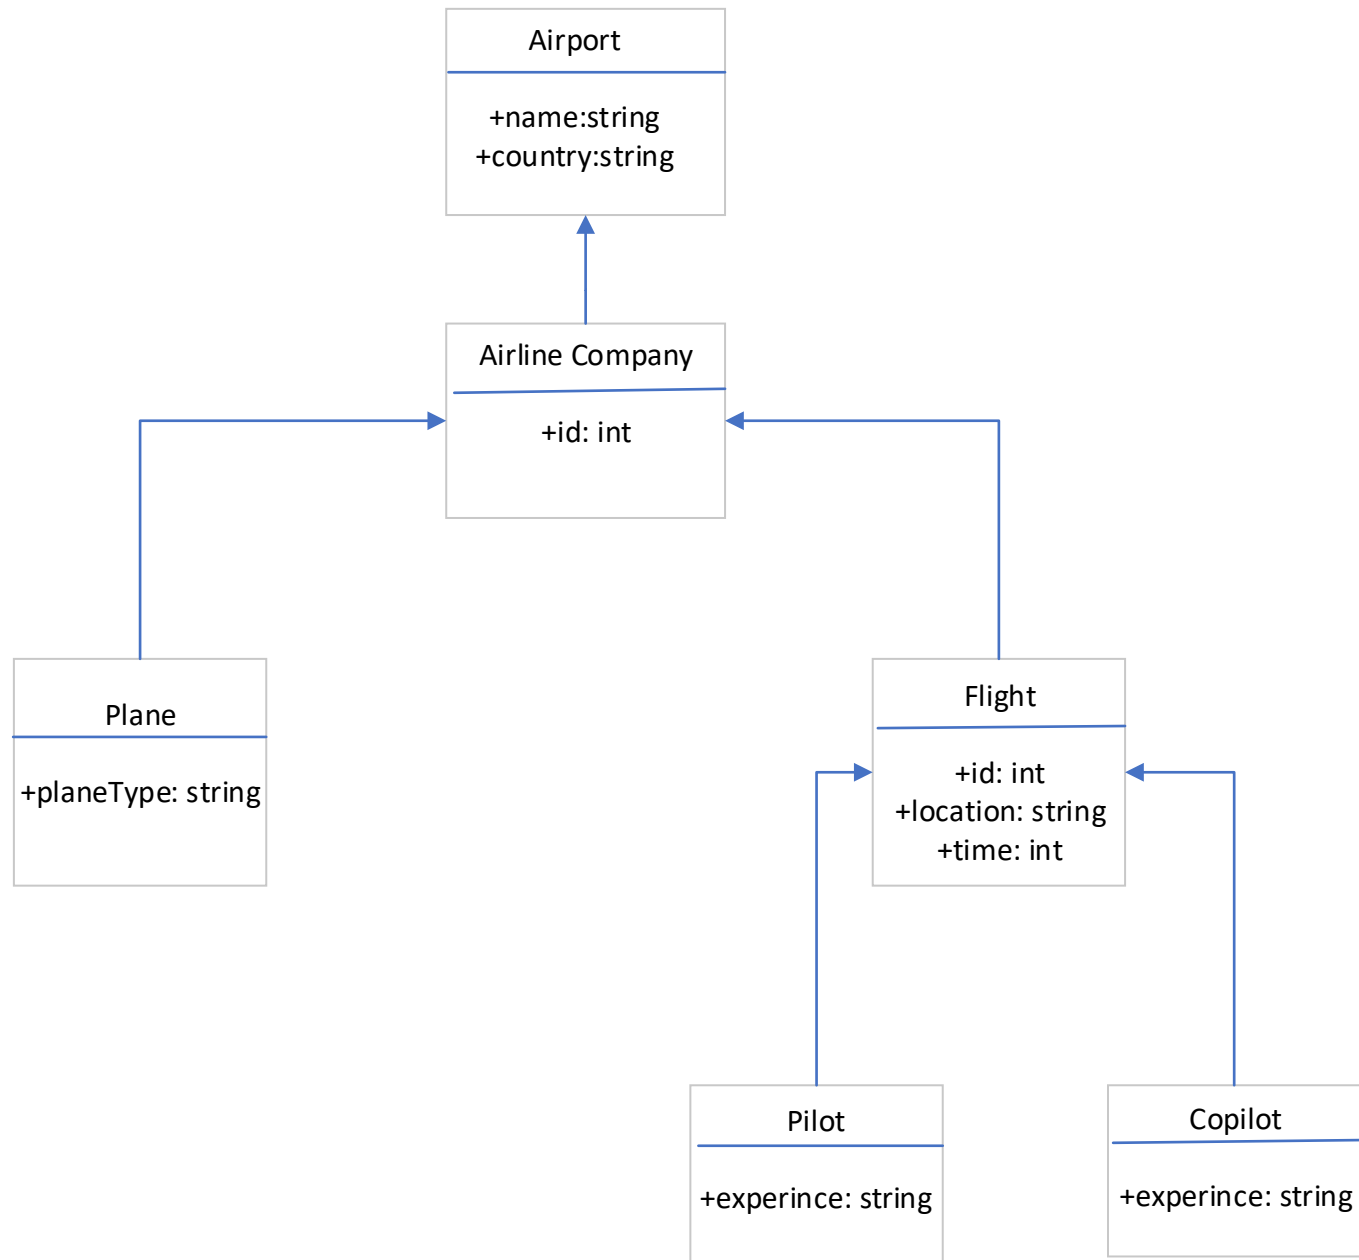 Airport
+name:string
+country:string
Airline Company
+id: int
Plane
+planeType: string
Flight
+id: int
+location: string
+time: int
Pilot
+experince: string
Copilot
+experince: string